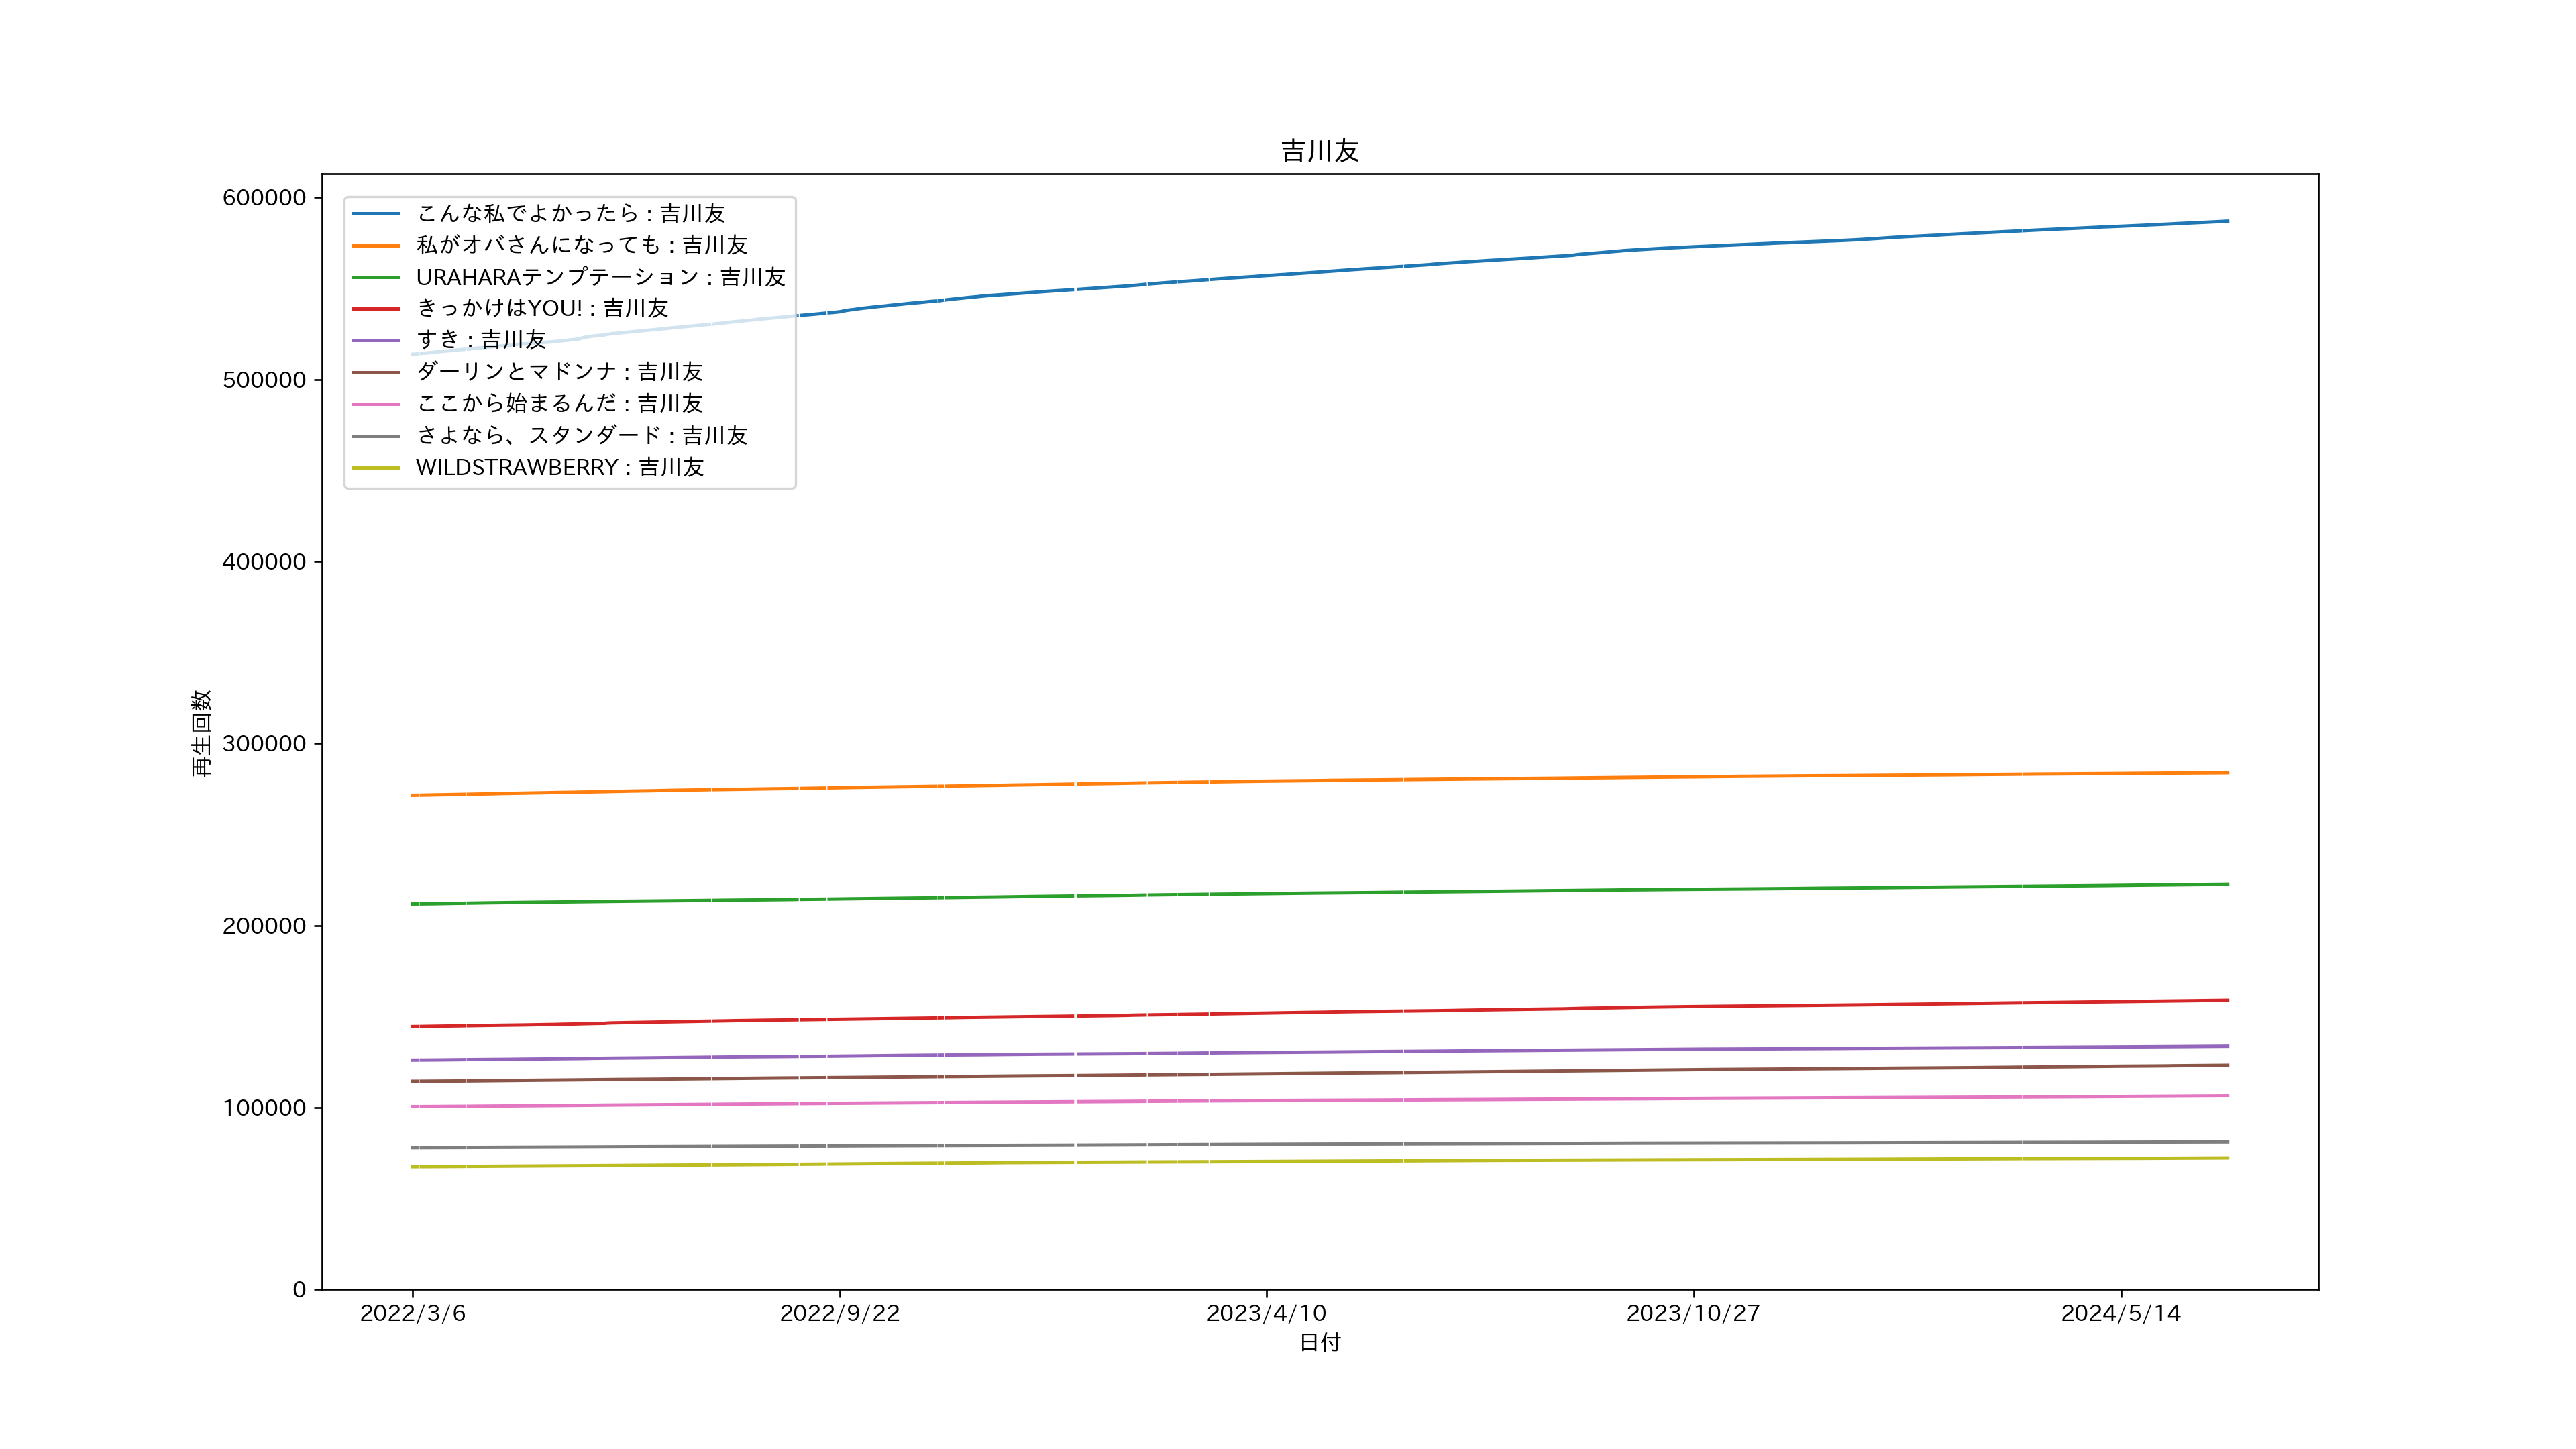 吉川友
600000
500000
400000
300000
200000
100000
0
再生回数
こんな私でよかったら : 吉川友
私がオバさんになっても : 吉川友
URAHARAテンプテーション : 吉川友
きっかけはYOU! : 吉川友
すき : 吉川友
ダーリンとマドンナ : 吉川友
ここから始まるんだ : 吉川友
さよなら、スタンダード : 吉川友
WILDSTRAWBERRY : 吉川友
2022/3/6
2022/9/22
2023/4/10
2023/10/27
2024/5/14
日付